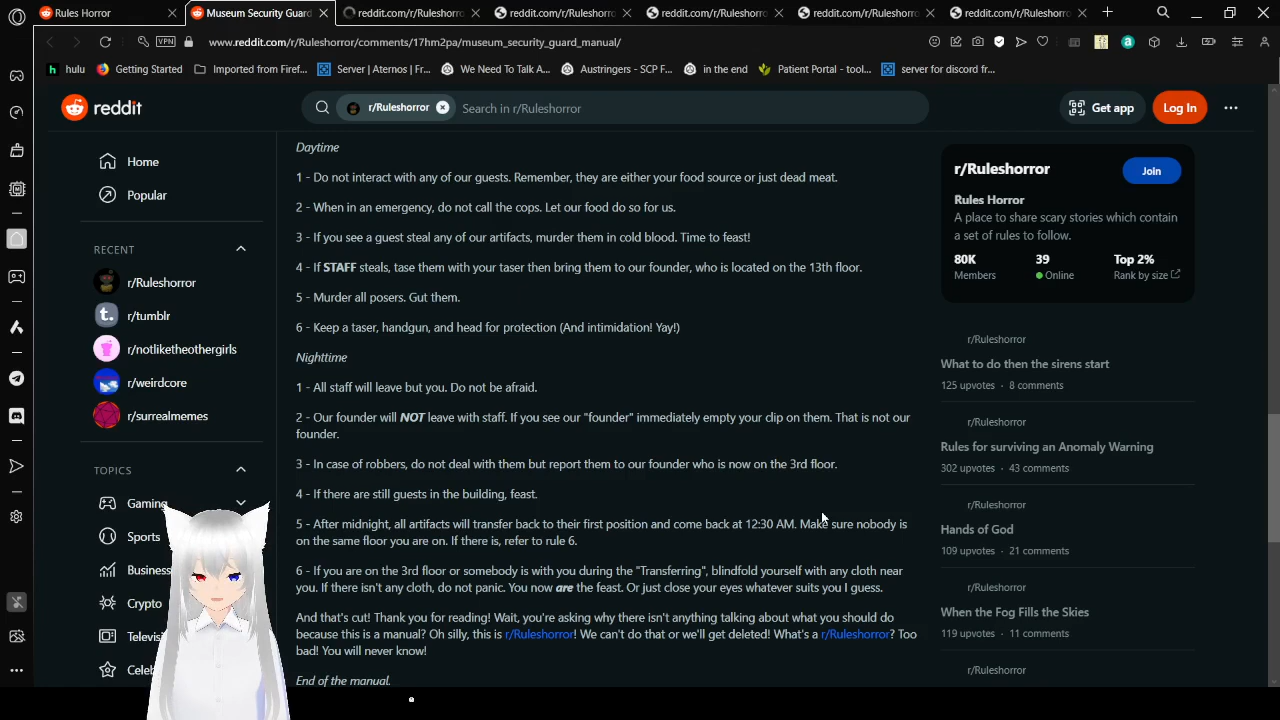 Rules Horror
Museum Security Guard
reddit.com/r/Ruleshorror
reddit.com/r/Ruleshorro
reddit.com/r/Ruleshorro
reddit.com/r/Ruleshorro
reddit.com/r/Ruleshorro
VPN
www.reddit.com/r/Ruleshorror/comments/17hm2pa/museum_security_guard_manual/
hulu
Getting Started
Imported from Firef...
Server | Aternos | Fr...
We Need To Talk A...
Austringers - SCP F...
in the end
Patient Portal - tool...
server for discord fr...
reddit
r/Ruleshorror
Search in r/Ruleshorror
Get app
Log In
Home
Popular
RECENT
r/Ruleshorror
r/tumblr
r/notliketheothergirls
r/weirdcore
r/surrealmemes
TOPICS
Gaming
Sports
Business
Crypto
Televisi
Celeb
Daytime
1 - Do not interact with any of our guests. Remember, they are either your food source or just dead meat.
2 - When in an emergency, do not call the cops. Let our food do so for us.
3 - If you see a guest steal any of our artifacts, murder them in cold blood. Time to feast!
4 - If STAFF steals, tase them with your taser then bring them to our founder, who is located on the 13th floor.
5 - Murder all posers. Gut them.
6 - Keep a taser, handgun, and head for protection (And intimidation! Yay!)
Nighttime
1 - All staff will leave but you. Do not be afraid.
2 - Our founder will NOT leave with staff. If you see our "founder" immediately empty your clip on them. That is not our
founder.
3 - In case of robbers, do not deal with them but report them to our founder who is now on the 3rd floor.
4 - If there are still guests in the building, feast.
5 - After midnight, all artifacts will transfer back to their first position and come back at 12:30 AM. Make sure nobody is
on the same floor you are on. If there is, refer to rule 6.
6 - If you are on the 3rd floor or somebody is with you during the "Transferring", blindfold yourself with any cloth near
you. If there isn't any cloth, do not panic. You now are the feast. Or just close your eyes whatever suits you I guess.
And that's cut! Thank you for reading! Wait, you're asking why there isn't anything talking about what you should do
because this is a manual? Oh silly, this is r/Ruleshorror! We can't do that or we'll get deleted! What's a r/Ruleshorror? Too
bad! You will never know!
End of the manual.
r/Ruleshorror
Join
Rules Horror
A place to share scary stories which contain
a set of rules to follow.
80K
39
Top 2%
Members
Online
Rank by size
r/Ruleshorror
What to do then the sirens start
125 upvotes · 8 comments
r/Ruleshorror
Rules for surviving an Anomaly Warning
302 upvotes · 43 comments
r/Ruleshorror
Hands of God
109 upvotes · 21 comments
r/Ruleshorror
When the Fog Fills the Skies
119 upvotes · 11 comments
r/Ruleshorror